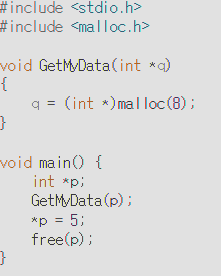 #include <stdio.h>
#include <malloc.h>
void GetMyData(int *q)
{
q = (int *)malloc(8);
}
void main() {
int *p;
GetMyData(p);
*p = 5;
free(p);
}